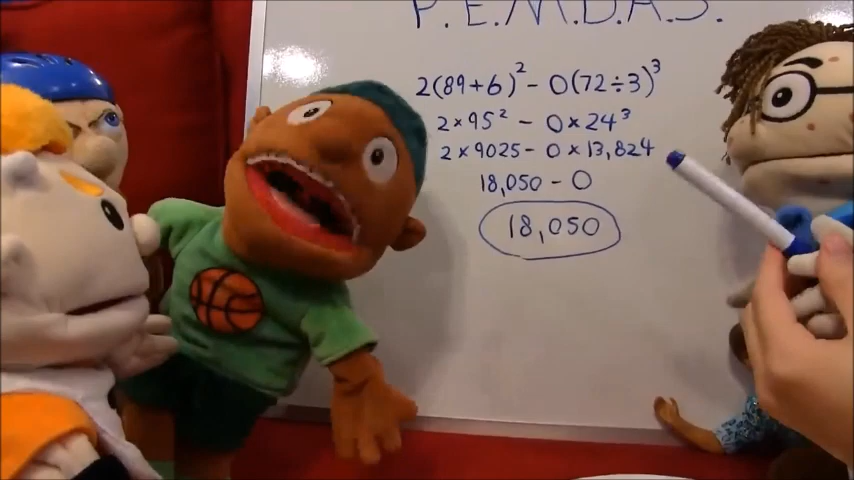 P.E.M.D.A.S.
2(89+6)² - 0(72÷3)³
2×95² - 0×24³
2×9025 - 0×13,824
18,050 - 0
18,050